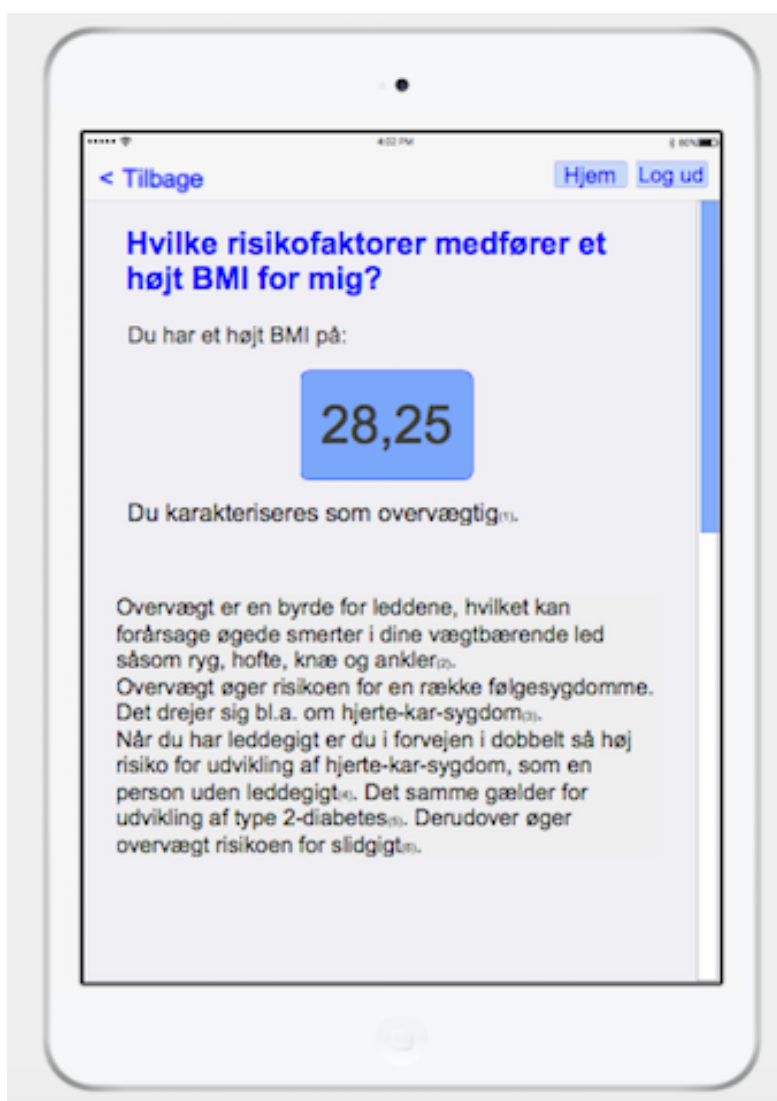 4:02 PM 80%
< Tilbage Hjem Log ud
Hvilke risikofaktorer medfører et
højt BMI for mig?
Du har et højt BMI på:
28,25
Du karakteriseres som overvægtig(1).
Overvægt er en byrde for leddene, hvilket kan
forårsage øgede smerter i dine vægtbærende led
såsom ryg, hofte, knæ og ankler(2).
Overvægt øger risikoen for en række følgesygdomme.
Det drejer sig bl.a. om hjerte-kar-sygdom(3).
Når du har leddegigt er du i forvejen i dobbelt så høj
risiko for udvikling af hjerte-kar-sygdom, som en
person uden leddegigt(4). Det samme gælder for
udvikling af type 2-diabetes(5). Derudover øger
overvægt risikoen for slidgigt(6).